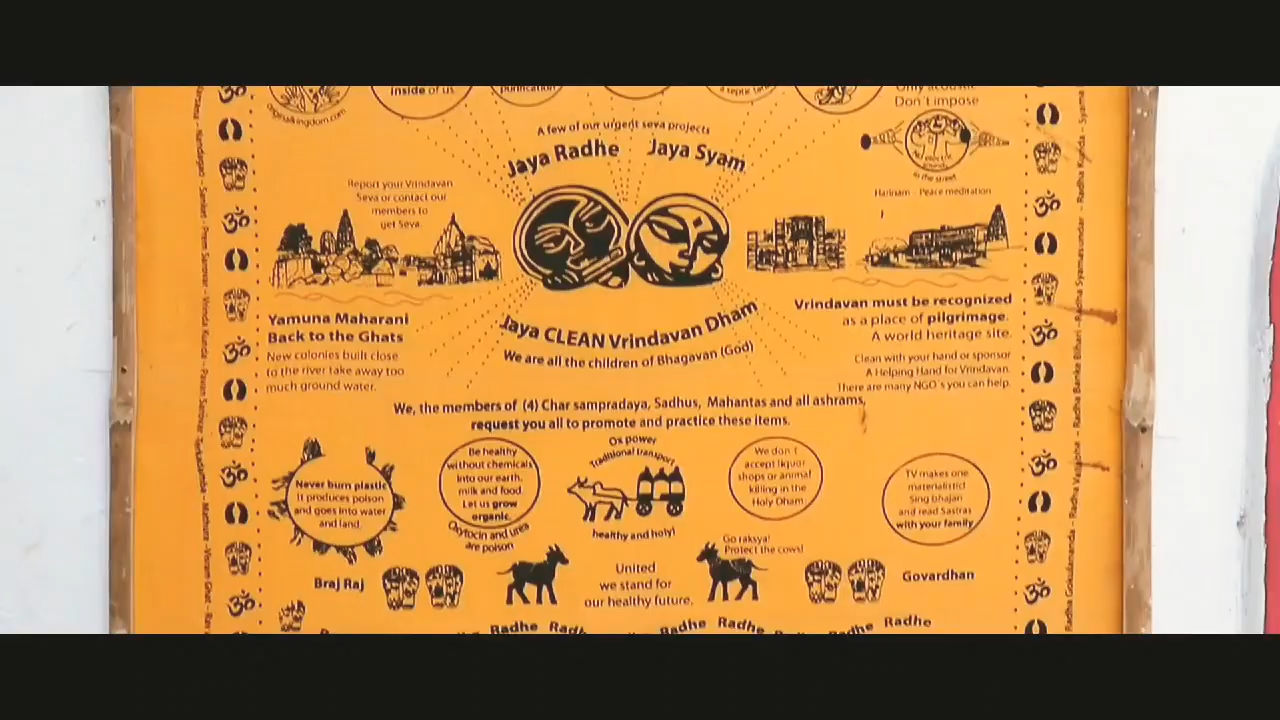 inside of us
purification
a septic tank
Only acoustic
Don't impose
originalkingdom.com
A few of our urgent seva projects
Jaya Radhe Jaya Syam
in the street
Harinam - Peace meditation
Report your Vrindavan
Seva or contact our
members to
get Seva.
Yamuna Maharani
Back to the Ghats
New colonies built close
to the river take away too
much ground water.
Jaya CLEAN Vrindavan Dham
We are all the children of Bhagavan (God)
Vrindavan must be recognized
as a place of pilgrimage.
A world heritage site.
Clean with your hand or sponsor
A Helping Hand for Vrindavan.
There are many NGO´s you can help.
We, the members of (4) Char sampradaya, Sadhus, Mahantas and all ashrams,
request you all to promote and practice these items.
Never burn plastic
it produces poison
and goes into water
and land.
Be healthy
without chemicals
into our earth,
milk and food.
Let us grow
organic.
Oxytocin and urea
are poison
Ox power
Traditional transport
healthy and holy!
We don´t
accept liquor
shops or animal
killing in the
Holy Dham
TV makes one
materialistic!
Sing bhajan
and read Sastras
with your family
Braj Raj
United
we stand for
our healthy future.
Go raksya!
Protect the cows!
Govardhan
Radhe Radhe Radhe Radhe Radhe Radhe
ॐ
ॐ
ॐ
ॐ
ॐ
ॐ
ॐ
ॐ